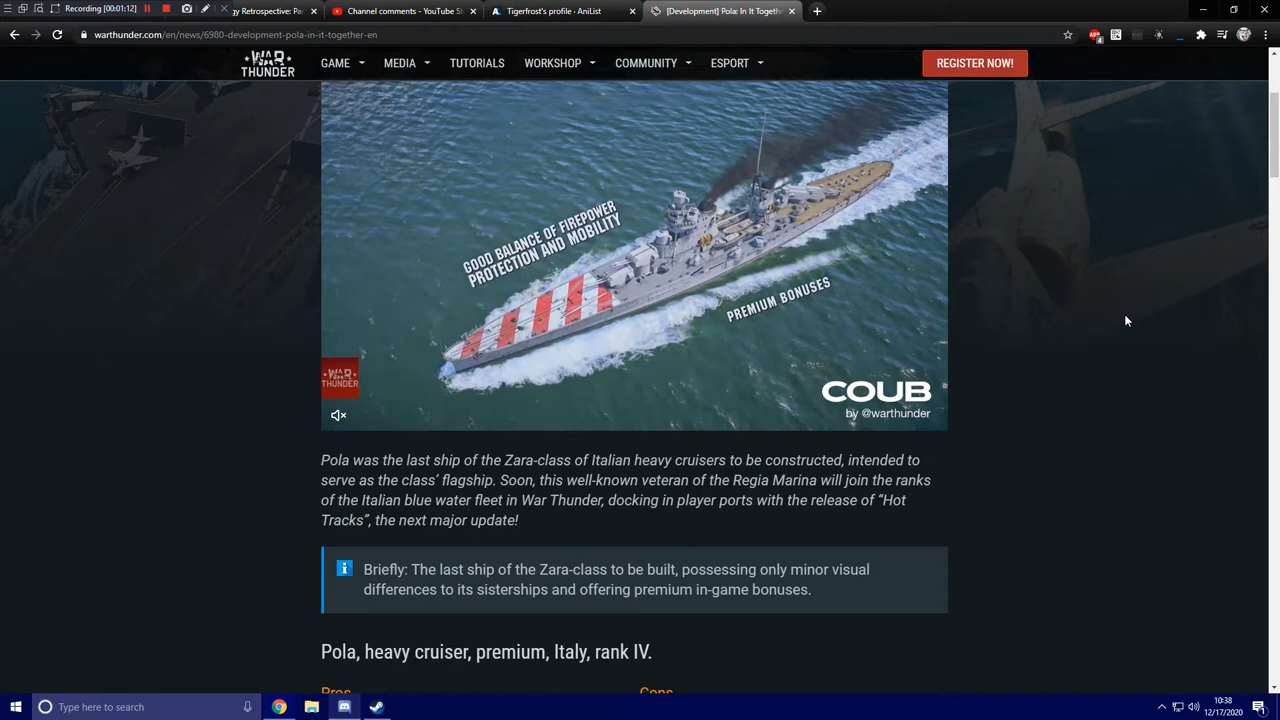 Recording [00:01:12]
gy Retrospective: Par
Channel comments - YouTube St
Tigerfrost's profile · AniList
[Development] Pola: In It Togeth
warthunder.com/en/news/6980-development-pola-in-it-together-en
WAR THUNDER
GAME
MEDIA
TUTORIALS
WORKSHOP
COMMUNITY
ESPORT
REGISTER NOW!
GOOD BALANCE OF FIREPOWER
PROTECTION AND MOBILITY
PREMIUM BONUSES
WAR
THUNDER
COUB
by @warthunder
Pola was the last ship of the Zara-class of Italian heavy cruisers to be constructed, intended to
serve as the class' flagship. Soon, this well-known veteran of the Regia Marina will join the ranks
of the Italian blue water fleet in War Thunder, docking in player ports with the release of “Hot
Tracks”, the next major update!
Briefly: The last ship of the Zara-class to be built, possessing only minor visual
differences to its sisterships and offering premium in-game bonuses.
Pola, heavy cruiser, premium, Italy, rank IV.
Pros
Cons
Type here to search
10:38
12/17/2020